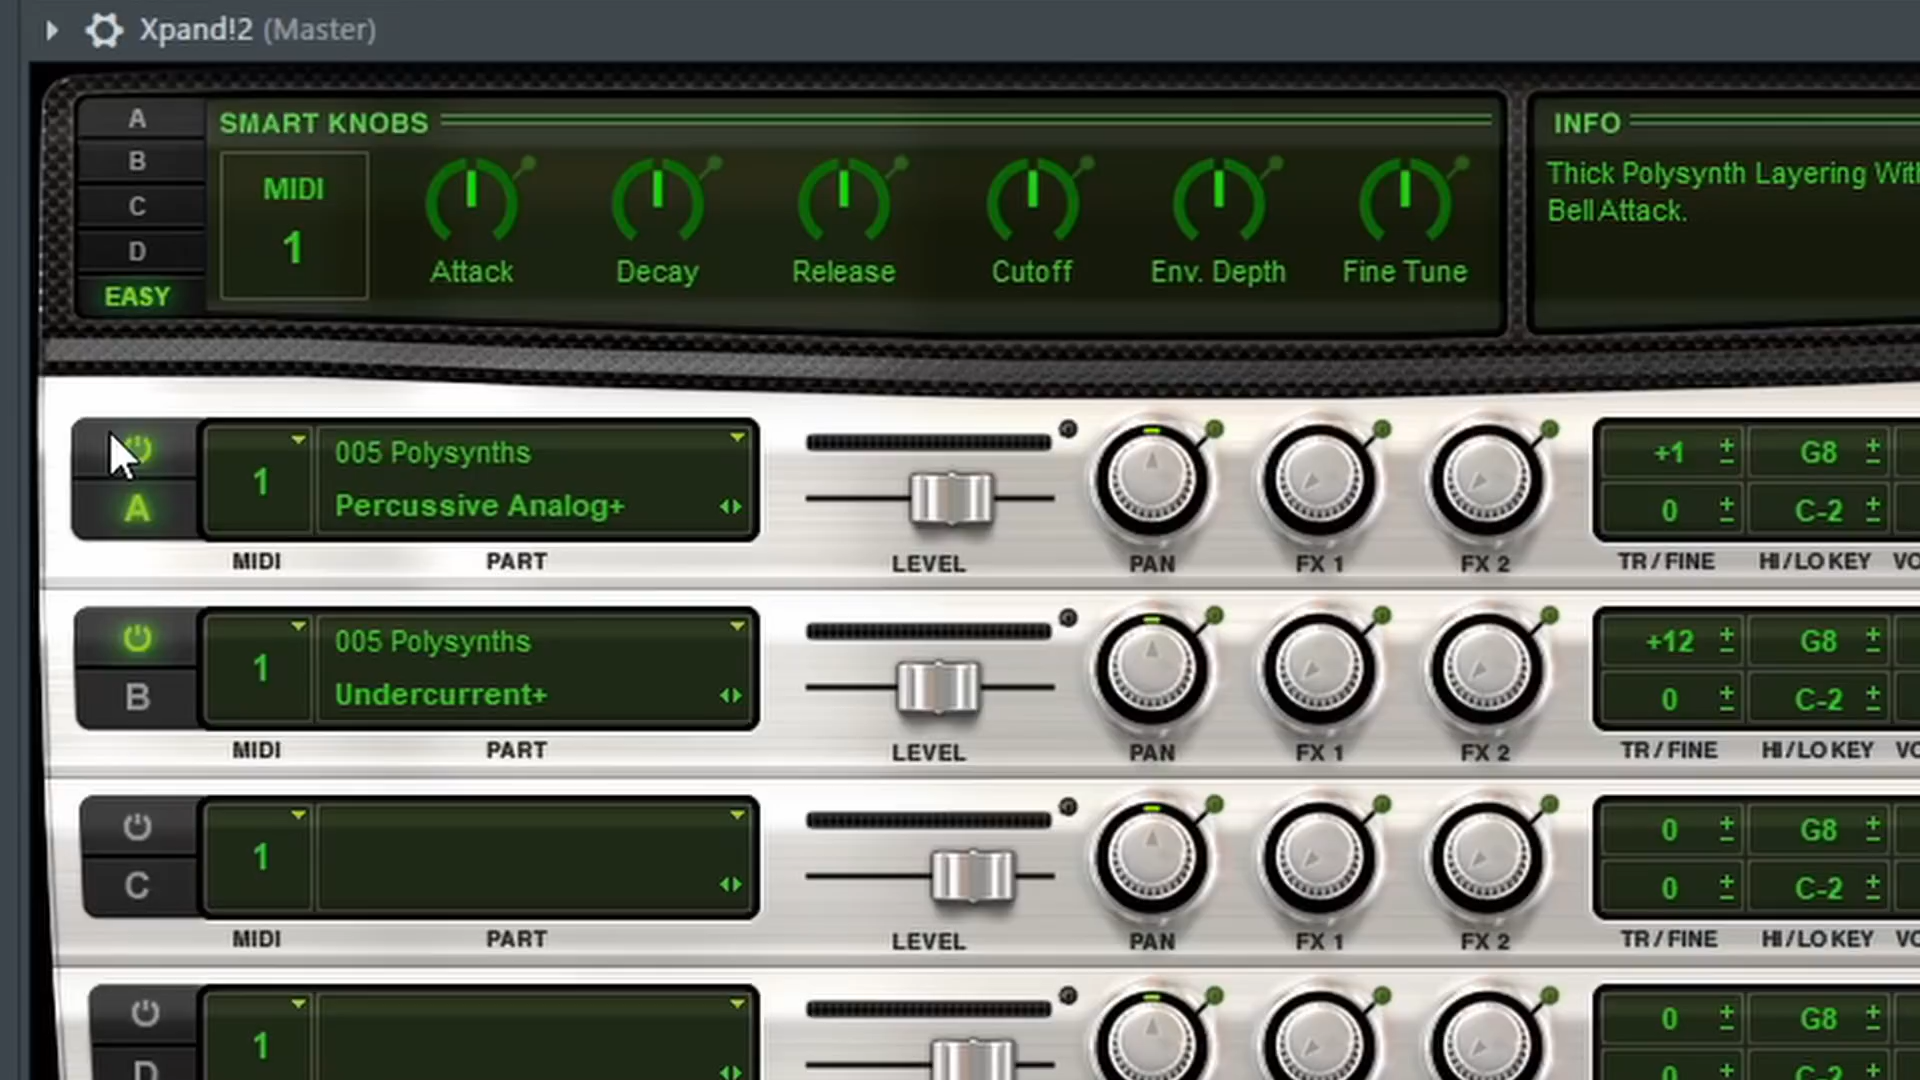 Xpand!2 (Master)
A
B
C
D
EASY
SMART KNOBS
MIDI
1
Attack
Decay
Release
Cutoff
Env. Depth
Fine Tune
INFO
Thick Polysynth Layering
Bell Attack.
A
1
005 Polysynths
Percussive Analog+
MIDI
PART
LEVEL
PAN
FX 1
FX 2
+1
0
G8
C-2
TR / FINE
HI / LO KEY
B
1
005 Polysynths
Undercurrent+
MIDI
PART
LEVEL
PAN
FX 1
FX 2
+12
0
G8
C-2
TR / FINE
HI / LO KEY
C
1
MIDI
PART
LEVEL
PAN
FX 1
FX 2
0
0
G8
C-2
TR / FINE
HI / LO KEY
D
1
0
G8